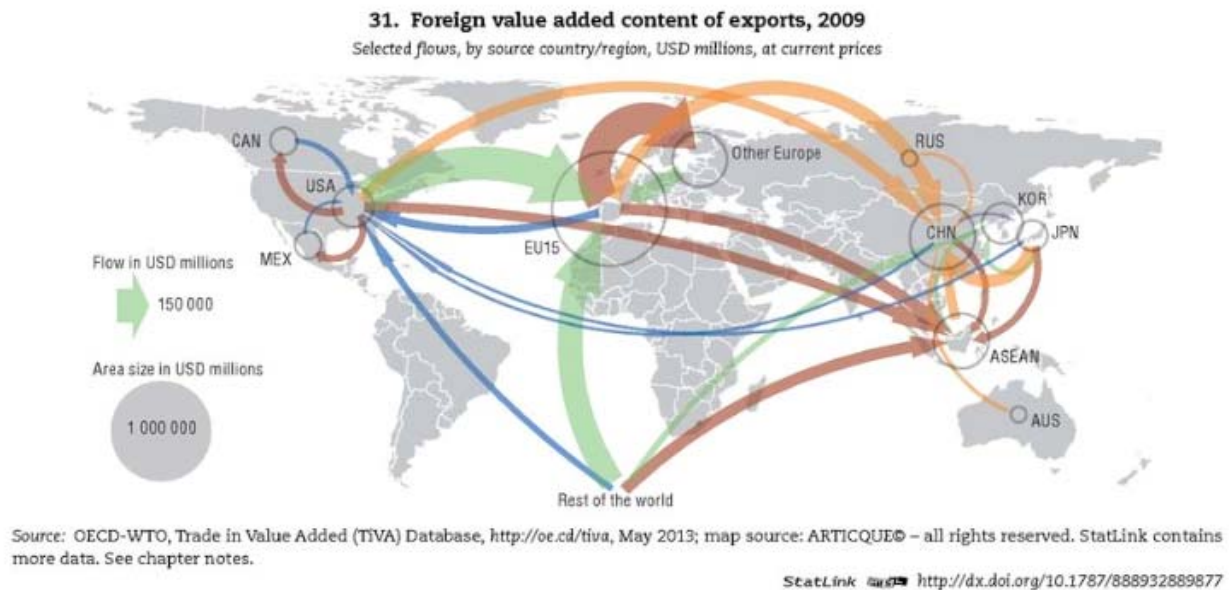 31. Foreign value added content of exports, 2009
Selected flows, by source country/region, USD millions, at current prices
CAN
RUS
Other Europe
USA
KOR
CHN
JPN
EU15
MEX
Flow in USD millions
150 000
ASEAN
Area size in USD millions
AUS
1 000 000
Rest of the world
Source: OECD-WTO, Trade in Value Added (TiVA) Database, http://oe.cd/tiva, May 2013; map source: ARTICQUE© – all rights reserved. StatLink contains
more data. See chapter notes.
StatLink http://dx.doi.org/10.1787/888932889877